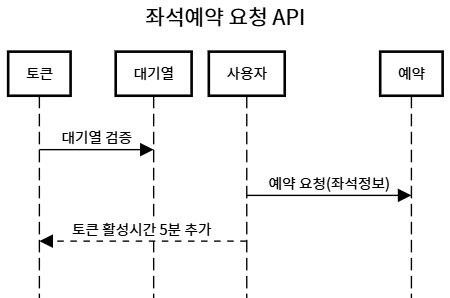 좌석예약 요청 API
토큰
대기열
사용자
예약
대기열 검증
예약 요청(좌석정보)
토큰 활성시간 5분 추가